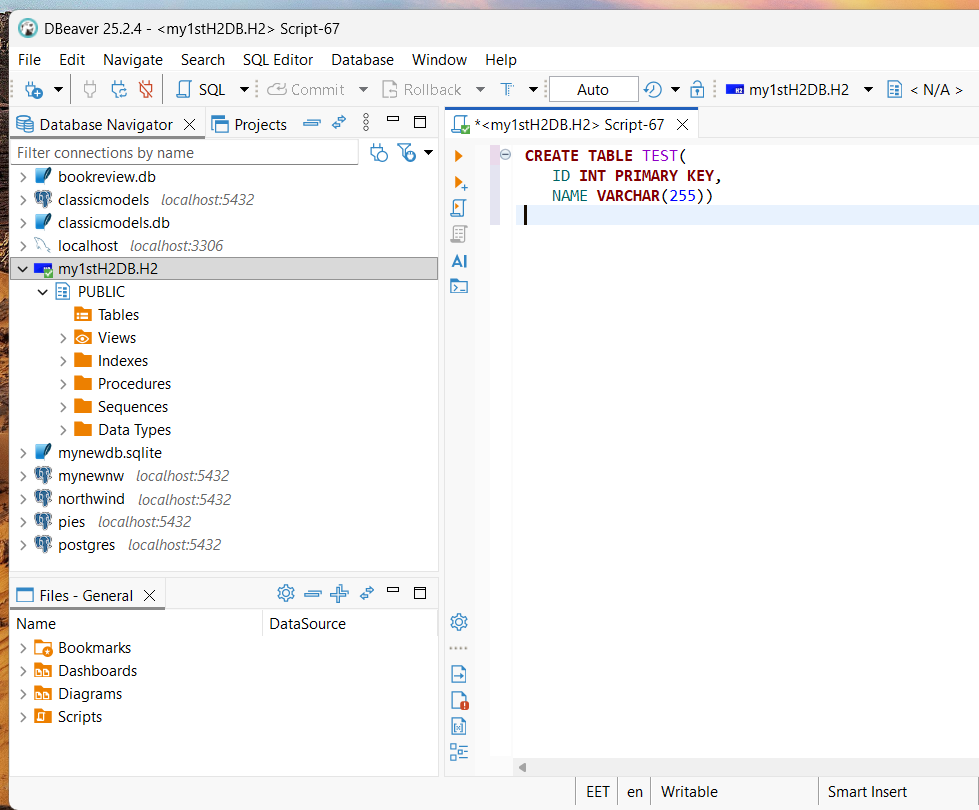 DBeaver 25.2.4 - <my1stH2DB.H2> Script-67
File Edit Navigate Search SQL Editor Database Window Help
SQL Commit Rollback T Auto my1stH2DB.H2 < N/A >
Database Navigator Projects
Filter connections by name
bookreview.db
classicmodels localhost:5432
classicmodels.db
localhost localhost:3306
my1stH2DB.H2
PUBLIC
Tables
Views
Indexes
Procedures
Sequences
Data Types
mynewdb.sqlite
mynewnw localhost:5432
northwind localhost:5432
pies localhost:5432
postgres localhost:5432
Files - General
Name DataSource
Bookmarks
Dashboards
Diagrams
Scripts
*<my1stH2DB.H2> Script-67
CREATE TABLE TEST(
ID INT PRIMARY KEY,
NAME VARCHAR(255))
AI
EET en Writable Smart Insert